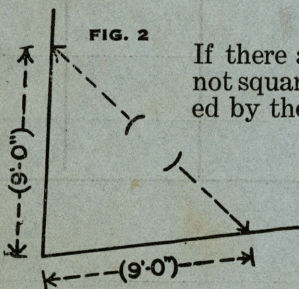 FIG. 2
If there
not squar
ed by the
(9'-0")
(9'-0")